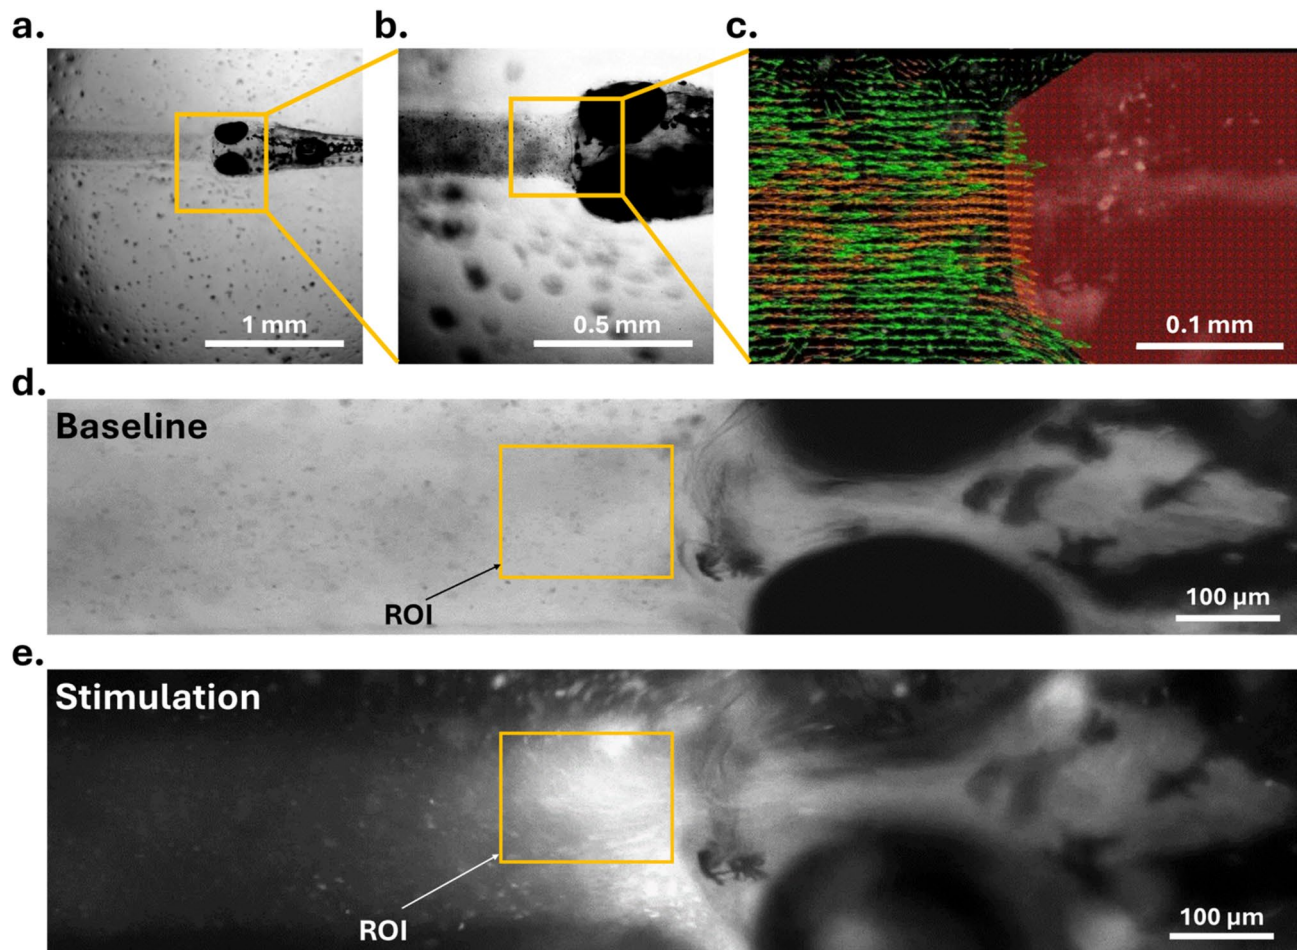 a.
b.
c.
1 mm
0.5 mm
0.1 mm
d.
Baseline
ROI
100 µm
e.
Stimulation
ROI
100 µm